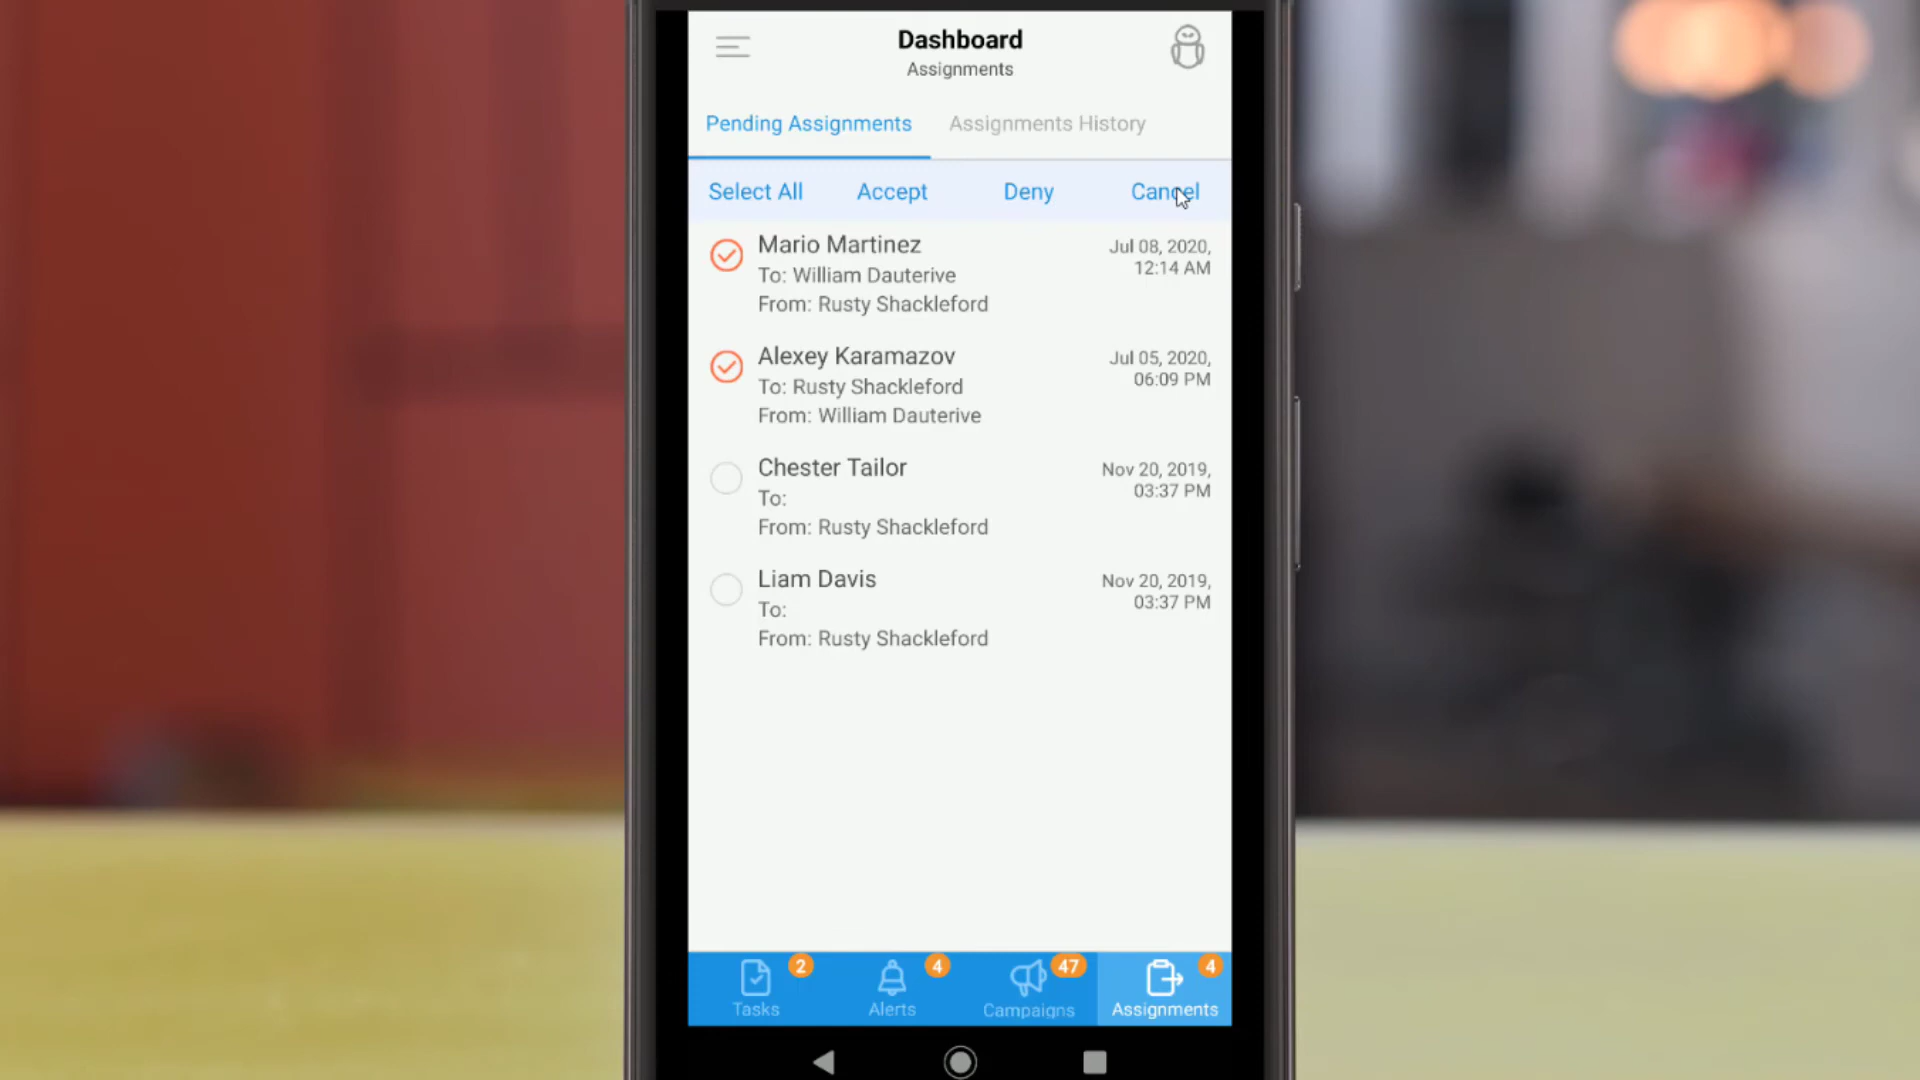 Dashboard
Assignments
Pending Assignments Assignments History
Select All Accept Deny Cancel
Mario Martinez Jul 08, 2020,
To: William Dauterive 12:14 AM
From: Rusty Shackleford
Alexey Karamazov Jul 05, 2020,
To: Rusty Shackleford 06:09 PM
From: William Dauterive
Chester Tailor Nov 20, 2019,
To: 03:37 PM
From: Rusty Shackleford
Liam Davis Nov 20, 2019,
To: 03:37 PM
From: Rusty Shackleford
2 4 47 4
Tasks Alerts Campaigns Assignments